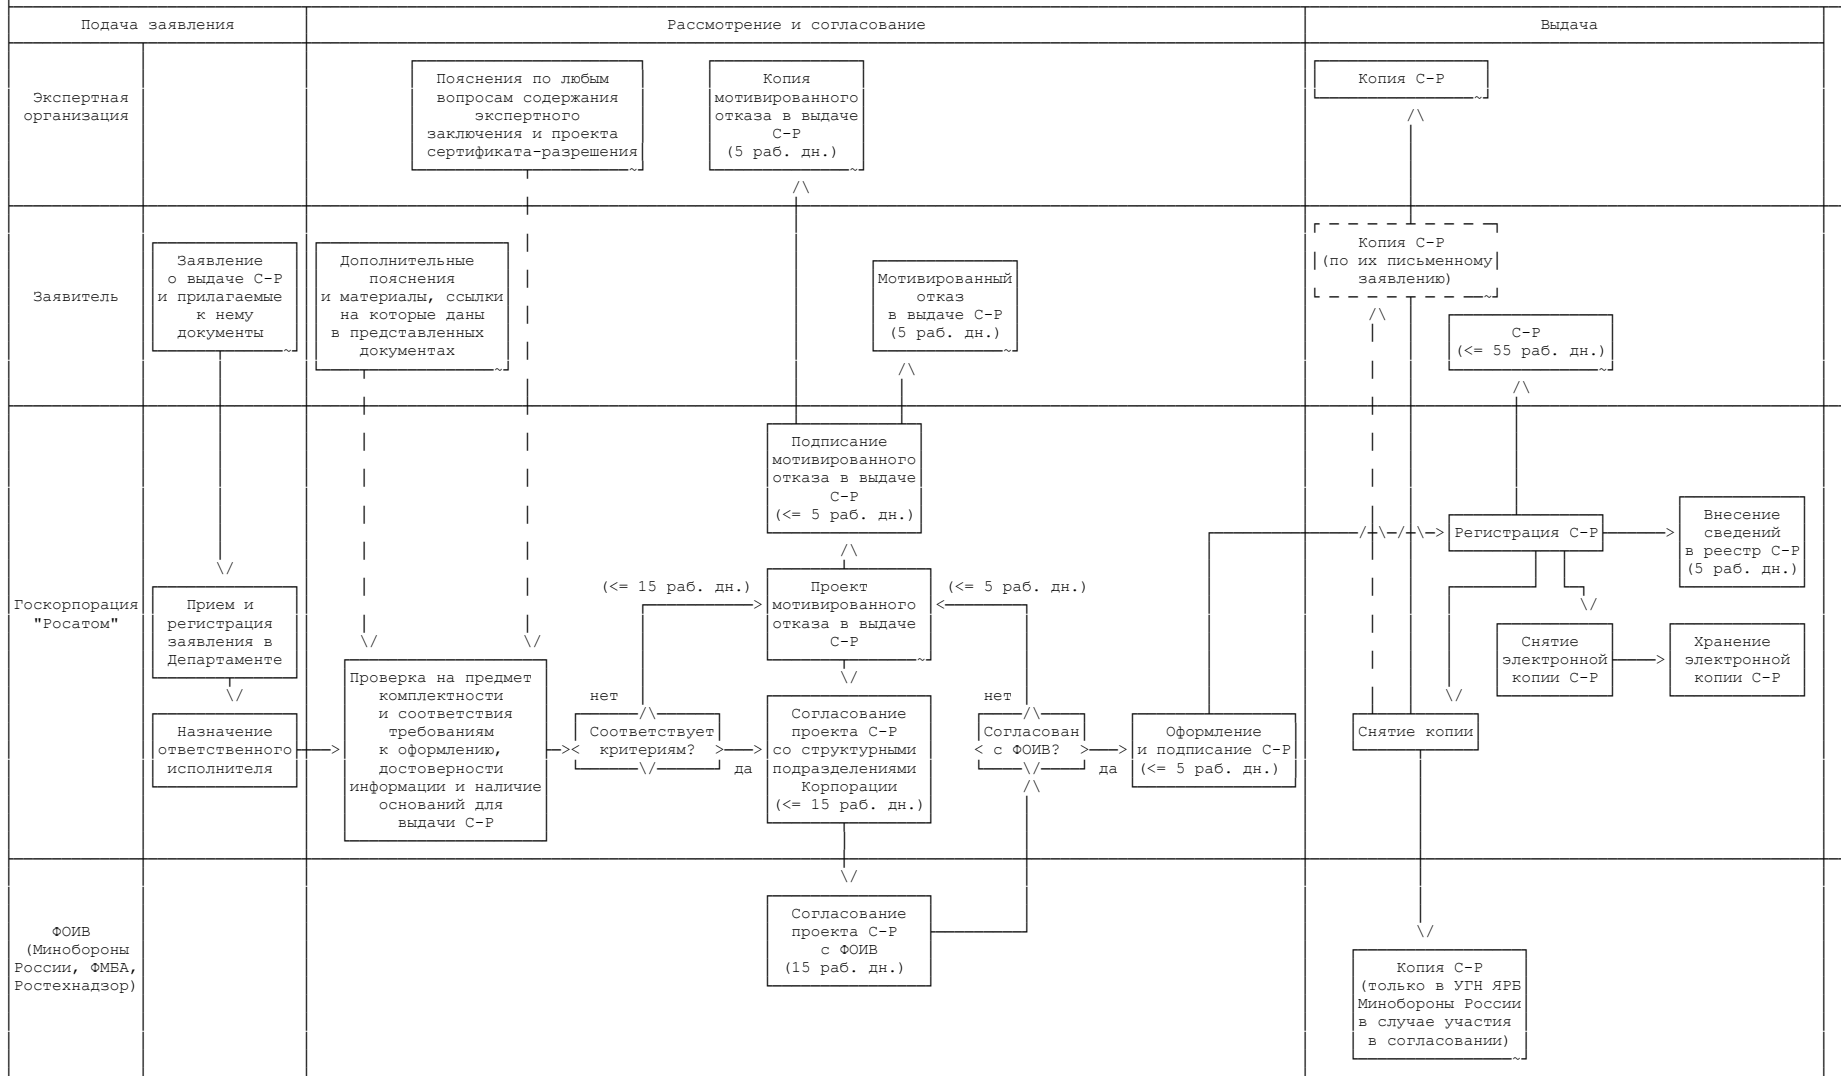 Подача заявления
Рассмотрение и согласование
Выдача
Экспертная
организация
Пояснения по любым
вопросам содержания
экспертного
заключения и проекта
сертификата-разрешения
Копия
мотивированного
отказа в выдаче
С-Р
(5 раб. дн.)
Копия С-Р
Заявитель
Заявление
о выдаче С-Р
и прилагаемые
к нему
документы
Дополнительные
пояснения
и материалы, ссылки
на которые даны
в представленных
документах
Мотивированный
отказ
в выдаче С-Р
(5 раб. дн.)
Копия С-Р
(по их письменному
заявлению)
С-Р
(<= 55 раб. дн.)
Госкорпорация
"Росатом"
Прием и
регистрация
заявления в
Департаменте
Назначение
ответственного
исполнителя
Проверка на предмет
комплектности
и соответствия
требованиям
к оформлению,
достоверности
информации и наличие
оснований для
выдачи С-Р
нет
Соответствует
критериям?
да
(<= 15 раб. дн.)
Подписание
мотивированного
отказа в выдаче
С-Р
(<= 5 раб. дн.)
Проект
мотивированного
отказа в выдаче
С-Р
(<= 5 раб. дн.)
Согласование
проекта С-Р
со структурными
подразделениями
Корпорации
(<= 15 раб. дн.)
нет
Согласован
с ФОИВ?
да
Оформление
и подписание С-Р
(<= 5 раб. дн.)
Регистрация С-Р
Внесение
сведений
в реестр С-Р
(5 раб. дн.)
Снятие
электронной
копии С-Р
Хранение
электронной
копии С-Р
Снятие копии
ФОИВ
(Минобороны
России, ФМБА,
Ростехнадзор)
Согласование
проекта С-Р
с ФОИВ
(15 раб. дн.)
Копия С-Р
(только в УГН ЯРБ
Минобороны России
в случае участия
в согласовании)